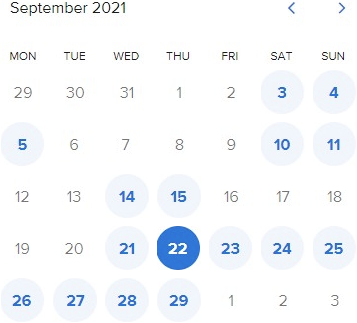 September 2021
MON TUE WED THU FRI SAT SUN
29 30 31 1 2 3 4
5 6 7 8 9 10 11
12 13 14 15 16 17 18
19 20 21 22 23 24 25
26 27 28 29 1 2 3